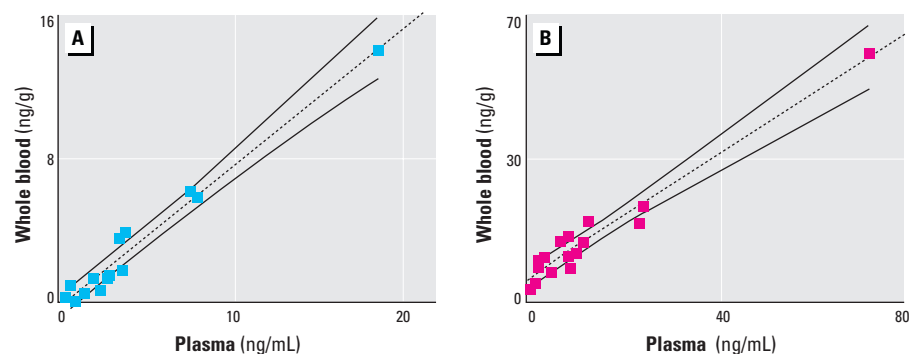 A
Whole blood (ng/g)
16
8
0
0 10 20
Plasma (ng/mL)
B
Whole blood (ng/g)
70
30
0
0 40 80
Plasma (ng/mL)